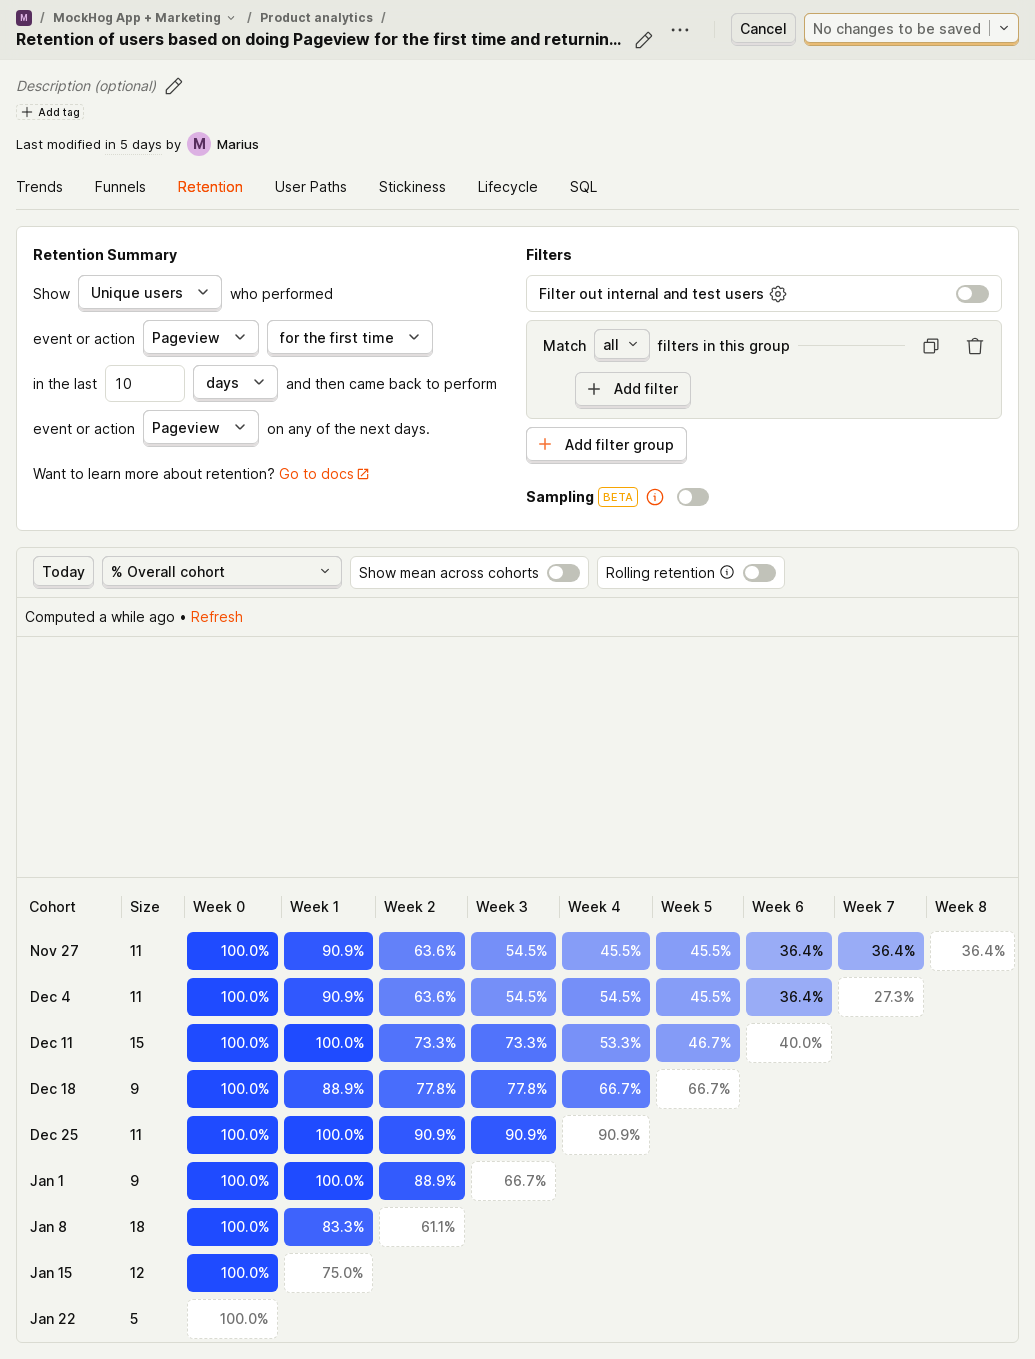 M / MockHog App + Marketing / Product analytics /
Retention of users based on doing Pageview for the first time and returnin...
Cancel
No changes to be saved
Description (optional)
Add tag
Last modified in 5 days by M Marius
Trends Funnels Retention User Paths Stickiness Lifecycle SQL
Retention Summary
Show Unique users who performed
event or action Pageview for the first time
in the last 10 days and then came back to perform
event or action Pageview on any of the next days.
Want to learn more about retention? Go to docs
Filters
Filter out internal and test users
Match all filters in this group
Add filter
Add filter group
Sampling BETA
Today % Overall cohort Show mean across cohorts Rolling retention
Computed a while ago • Refresh
Cohort Size Week 0 Week 1 Week 2 Week 3 Week 4 Week 5 Week 6 Week 7 Week 8
Nov 27 11 100.0% 90.9% 63.6% 54.5% 45.5% 45.5% 36.4% 36.4% 36.4%
Dec 4 11 100.0% 90.9% 63.6% 54.5% 54.5% 45.5% 36.4% 27.3%
Dec 11 15 100.0% 100.0% 73.3% 73.3% 53.3% 46.7% 40.0%
Dec 18 9 100.0% 88.9% 77.8% 77.8% 66.7% 66.7%
Dec 25 11 100.0% 100.0% 90.9% 90.9% 90.9%
Jan 1 9 100.0% 100.0% 88.9% 66.7%
Jan 8 18 100.0% 83.3% 61.1%
Jan 15 12 100.0% 75.0%
Jan 22 5 100.0%